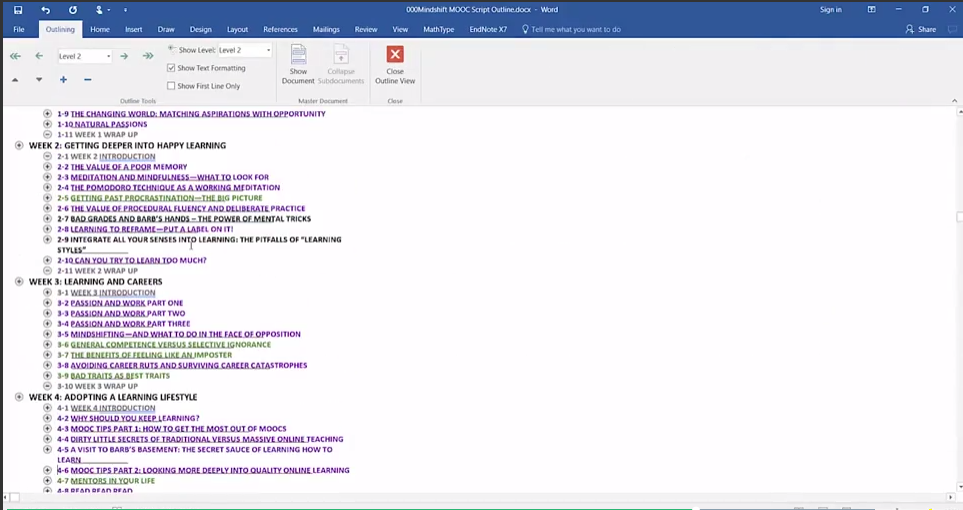 000Mindshift MOOC Script Outline.docx - Word
Sign in
File Outlining Home Insert Draw Design Layout References Mailings Review View MathType EndNote X7 Tell me what you want to do
Share
Level 2
Show Level: Level 2
Show Text Formatting
Show First Line Only
Show Document
Collapse Subdocuments
Close Outline View
Outline Tools
Master Document
Close
1-9 THE CHANGING WORLD: MATCHING ASPIRATIONS WITH OPPORTUNITY
1-10 NATURAL PASSIONS
1-11 WEEK 1 WRAP UP
WEEK 2: GETTING DEEPER INTO HAPPY LEARNING
2-1 WEEK 2 INTRODUCTION
2-2 THE VALUE OF A POOR MEMORY
2-3 MEDITATION AND MINDFULNESS—WHAT TO LOOK FOR
2-4 THE POMODORO TECHNIQUE AS A WORKING MEDITATION
2-5 GETTING PAST PROCRASTINATION—THE BIG PICTURE
2-6 THE VALUE OF PROCEDURAL FLUENCY AND DELIBERATE PRACTICE
2-7 BAD GRADES AND BARB'S HANDS – THE POWER OF MENTAL TRICKS
2-8 LEARNING TO REFRAME—PUT A LABEL ON IT!
2-9 INTEGRATE ALL YOUR SENSES INTO LEARNING: THE PITFALLS OF "LEARNING
STYLES"
2-10 CAN YOU TRY TO LEARN TOO MUCH?
2-11 WEEK 2 WRAP UP
WEEK 3: LEARNING AND CAREERS
3-1 WEEK 3 INTRODUCTION
3-2 PASSION AND WORK PART ONE
3-3 PASSION AND WORK PART TWO
3-4 PASSION AND WORK PART THREE
3-5 MINDSHIFTING—AND WHAT TO DO IN THE FACE OF OPPOSITION
3-6 GENERAL COMPETENCE VERSUS SELECTIVE IGNORANCE
3-7 THE BENEFITS OF FEELING LIKE AN IMPOSTER
3-8 AVOIDING CAREER RUTS AND SURVIVING CAREER CATASTROPHES
3-9 BAD TRAITS AS BEST TRAITS
3-10 WEEK 3 WRAP UP
WEEK 4: ADOPTING A LEARNING LIFESTYLE
4-1 WEEK 4 INTRODUCTION
4-2 WHY SHOULD YOU KEEP LEARNING?
4-3 MOOC TIPS PART 1: HOW TO GET THE MOST OUT OF MOOCS
4-4 DIRTY LITTLE SECRETS OF TRADITIONAL VERSUS MASSIVE ONLINE TEACHING
4-5 A VISIT TO BARB'S BASEMENT: THE SECRET SAUCE OF LEARNING HOW TO
LEARN
4-6 MOOC TIPS PART 2: LOOKING MORE DEEPLY INTO QUALITY ONLINE LEARNING
4-7 MENTORS IN YOUR LIFE
4-8 READ READ READ